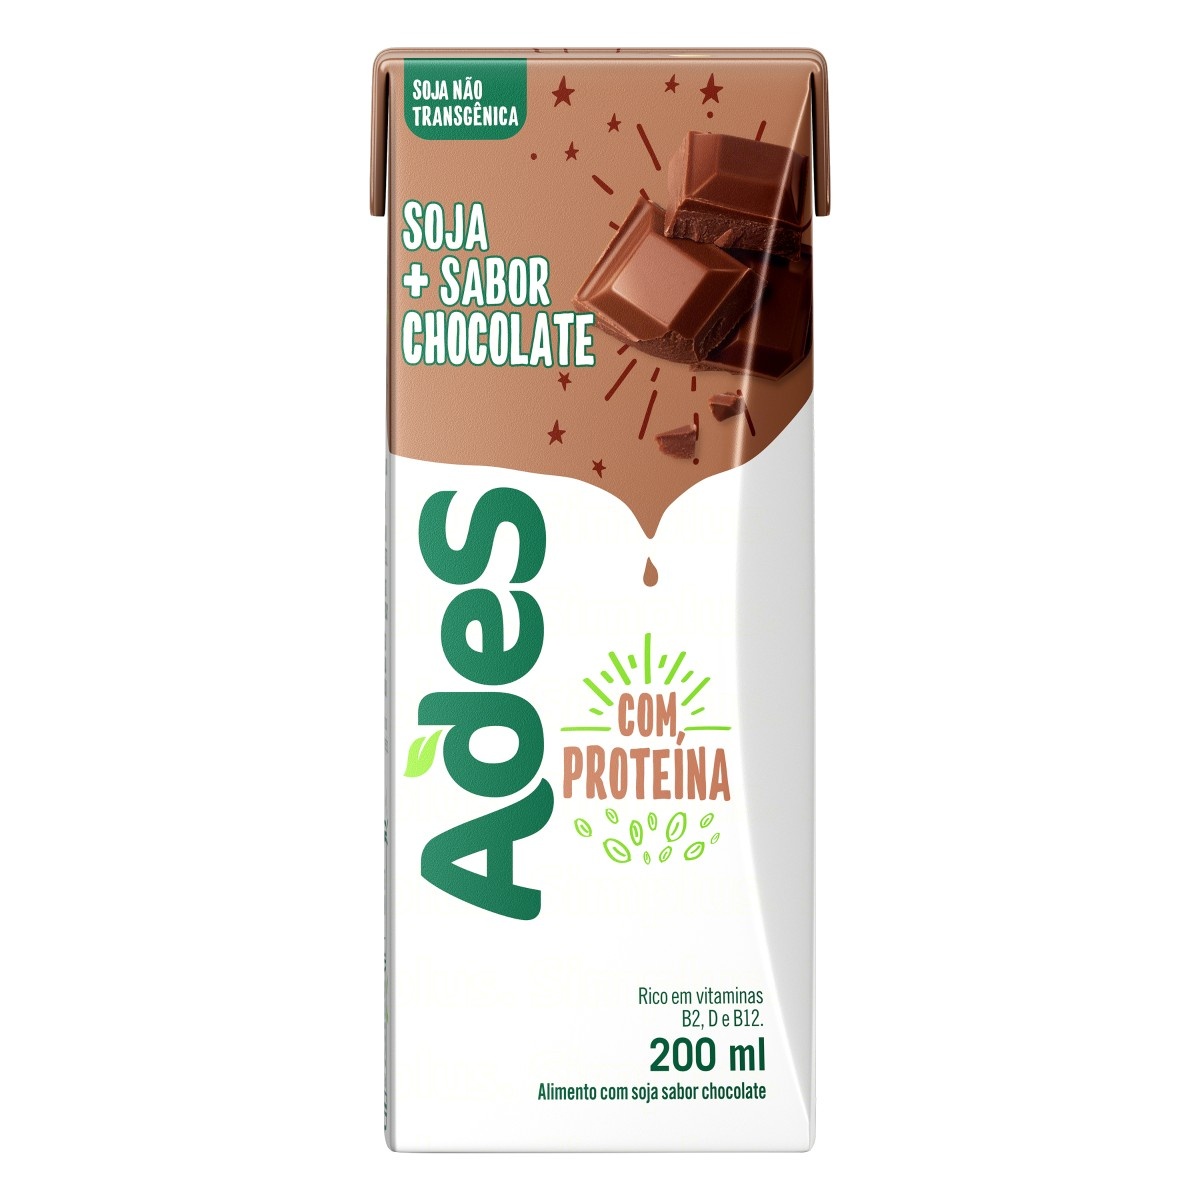 SOJA NÃO
TRANSGÊNICA
SOJA
+ SABOR
CHOCOLATE
Ades
COM
PROTEÍNA
Rico em vitaminas
B2, D e B12.
200 ml
Alimento com soja sabor chocolate